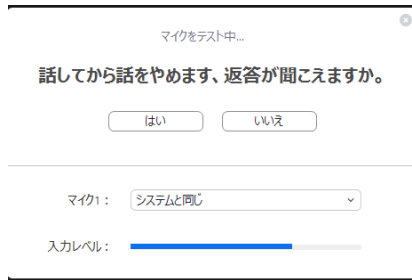 マイクをテスト中...
話してから話をやめます、返答が聞こえますか。
はい いいえ
マイク1： システムと同じ
入力レベル：